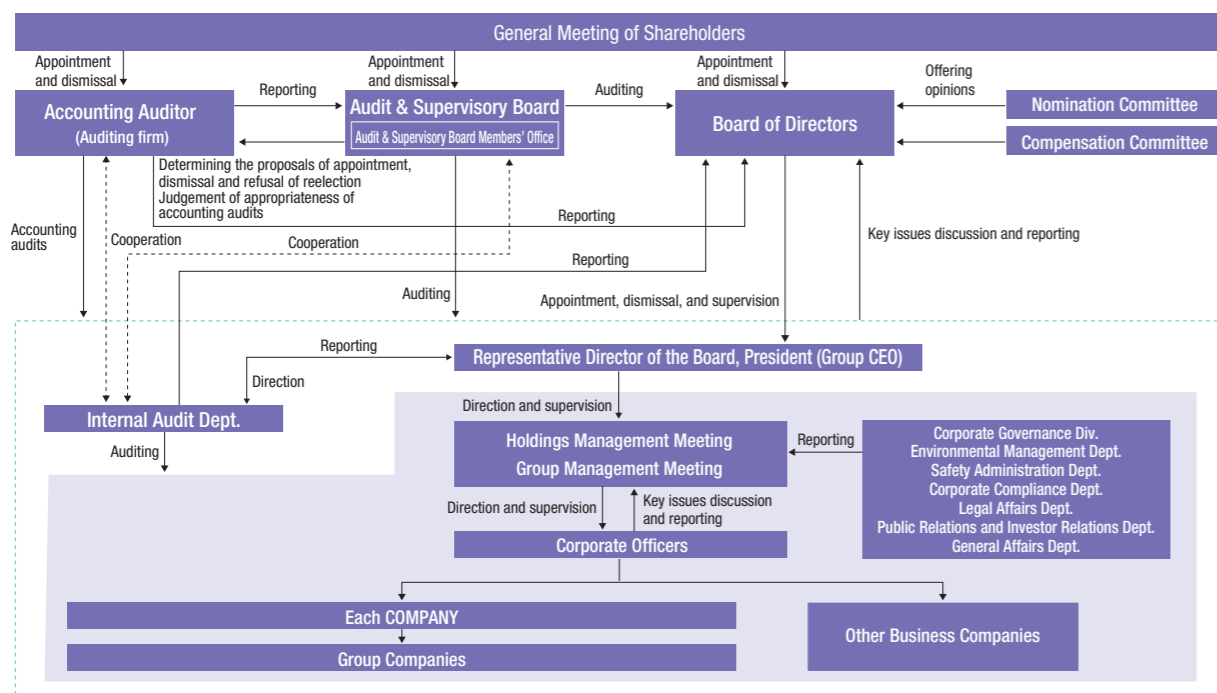 General Meeting of Shareholders
Appointment
and dismissal
Appointment
and dismissal
Appointment
and dismissal
Offering
opinions
Accounting Auditor
(Auditing firm)
Reporting
Audit & Supervisory Board
Audit & Supervisory Board Members' Office
Auditing
Board of Directors
Nomination Committee
Compensation Committee
Determining the proposals of appointment,
dismissal and refusal of reelection
Judgement of appropriateness of
accounting audits
Reporting
Accounting
audits
Cooperation
Cooperation
Reporting
Key issues discussion and reporting
Auditing
Appointment, dismissal, and supervision
Reporting
Representative Director of the Board, President (Group CEO)
Direction
Internal Audit Dept.
Direction and supervision
Auditing
Holdings Management Meeting
Group Management Meeting
Reporting
Corporate Governance Div.
Environmental Management Dept.
Safety Administration Dept.
Corporate Compliance Dept.
Legal Affairs Dept.
Public Relations and Investor Relations Dept.
General Affairs Dept.
Direction and supervision
Key issues discussion
and reporting
Corporate Officers
Each COMPANY
Other Business Companies
Group Companies